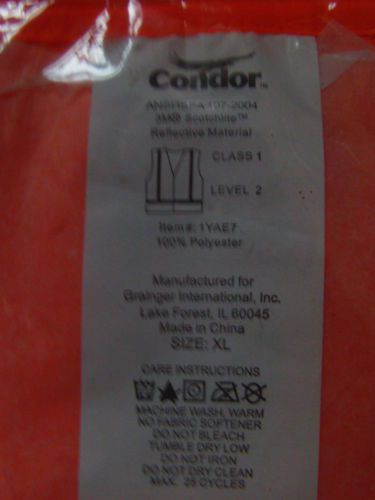 Condor™
ANSI/ISEA 107-2004
3M® Scotchlite™
Reflective Material
CLASS 1
LEVEL 2
Item#: 1YAE7
100% Polyester
Manufactured for
Grainger International, Inc.
Lake Forest, IL 60045
Made in China
SIZE: XL
CARE INSTRUCTIONS
MACHINE WASH, WARM
NO FABRIC SOFTENER
DO NOT BLEACH
TUMBLE DRY LOW
DO NOT IRON
DO NOT DRY CLEAN
MAX. 25 CYCLES